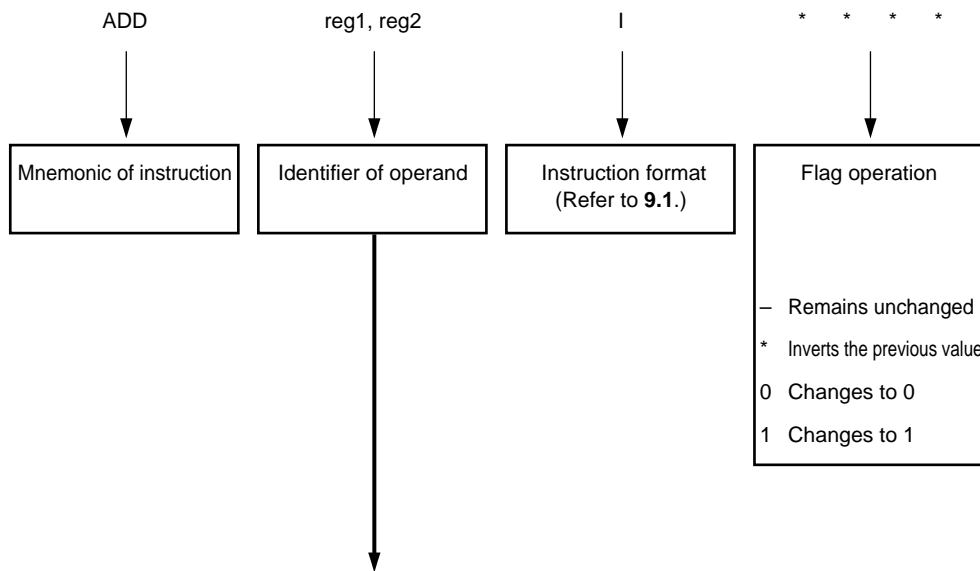 ADD reg1, reg2 I * * * *
Mnemonic of instruction
Identifier of operand
Instruction format
(Refer to 9.1.)
Flag operation
– Remains unchanged
* Inverts the previous value
0 Changes to 0
1 Changes to 1